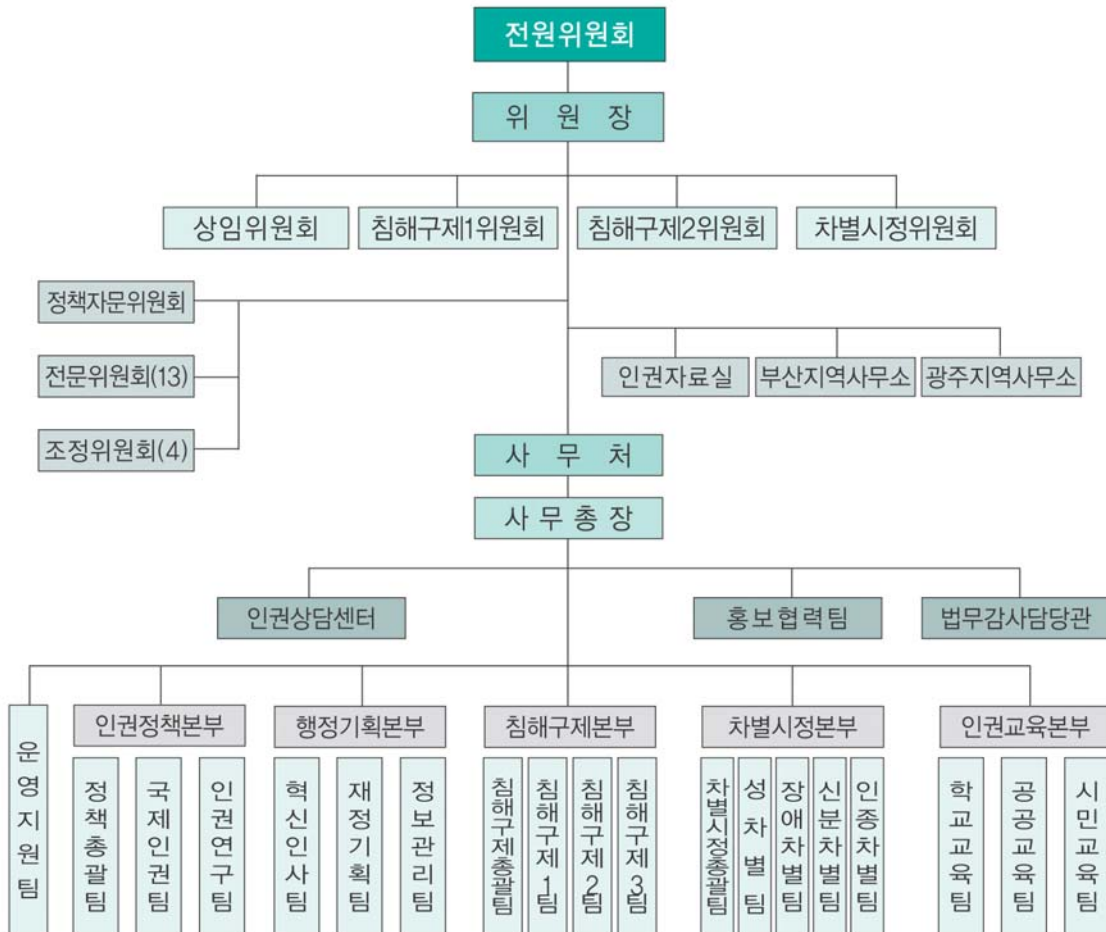 전원위원회
위 원 장
상임위원회
침해구제1위원회
침해구제2위원회
차별시정위원회
정책자문위원회
전문위원회(13)
조정위원회(4)
인권자료실
부산지역사무소
광주지역사무소
사 무 처
사무총장
인권상담센터
홍보협력팀
법무감사담당관
운영지원팀
인권정책본부
정책총괄팀
국제인권팀
인권연구팀
행정기획본부
혁신인사팀
재정기획팀
정보관리팀
침해구제본부
침해구제총괄팀
침해구제1팀
침해구제2팀
침해구제3팀
차별시정본부
차별시정총괄팀
성차별팀
장애차별팀
신분차별팀
인종차별팀
인권교육본부
학교교육팀
공공교육팀
시민교육팀